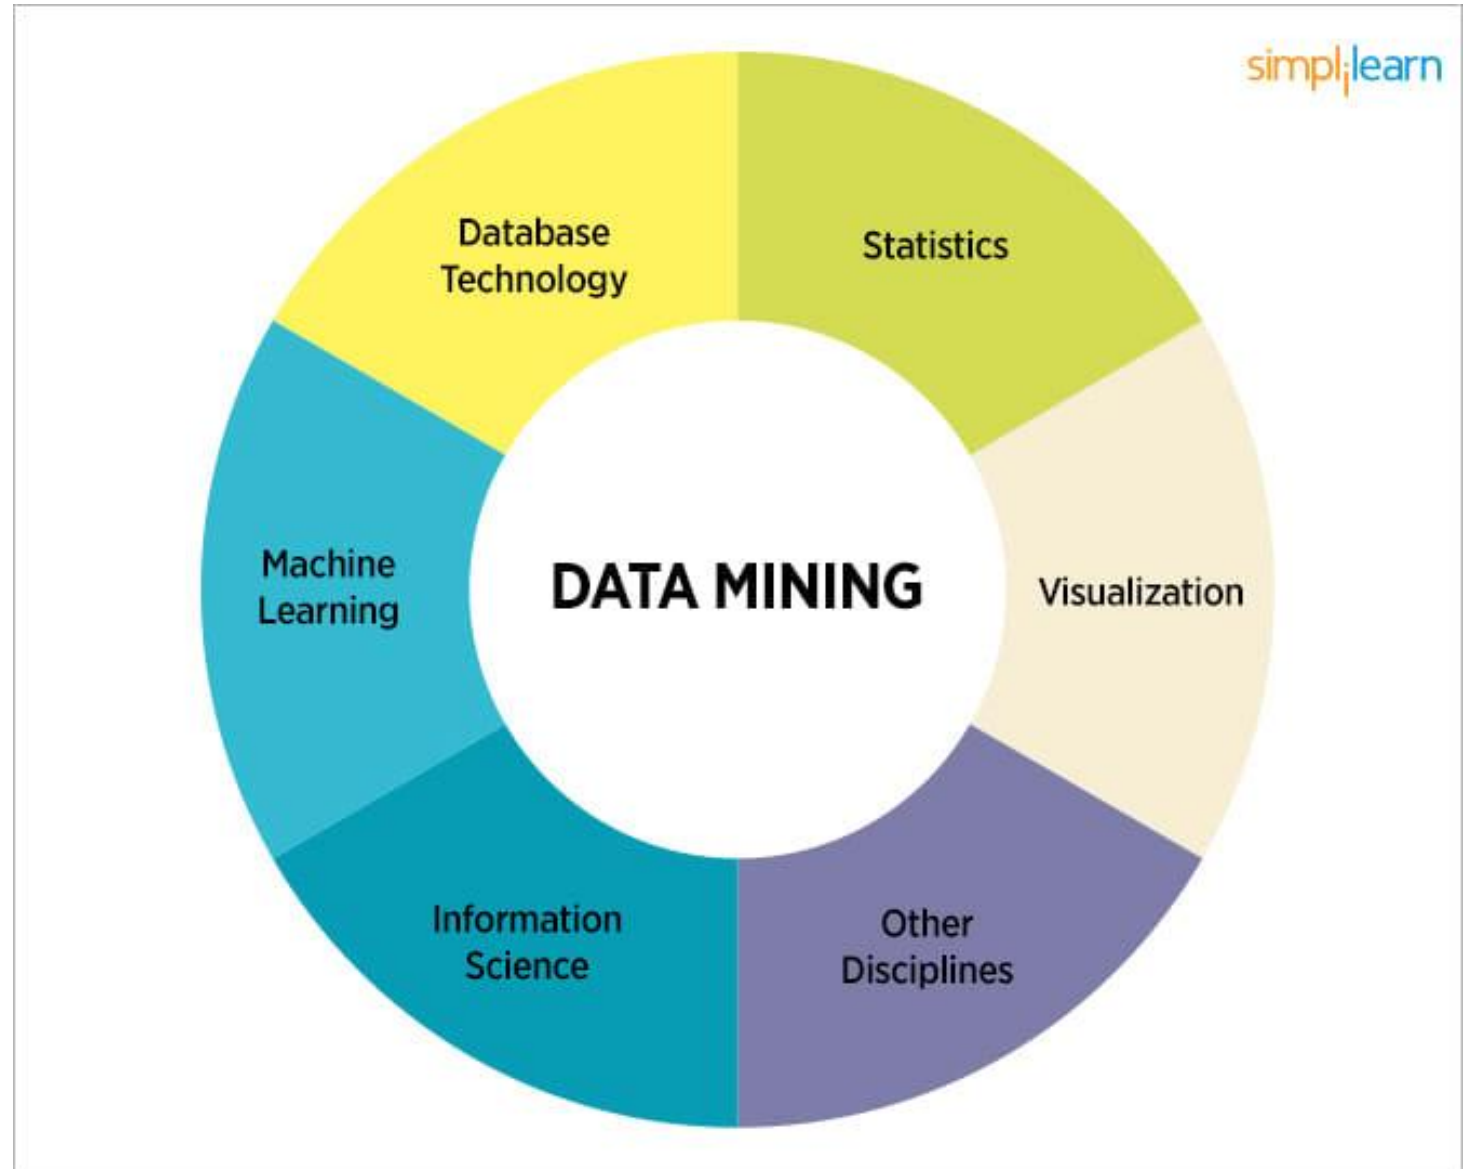 simplilearn
Database
Technology
Statistics
Machine
Learning
DATA MINING
Visualization
Information
Science
Other
Disciplines